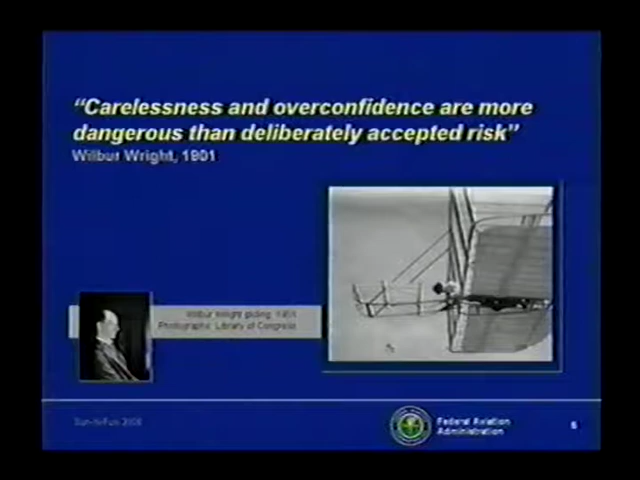 “Carelessness and overconfidence are more
dangerous than deliberately accepted risk”
Wilbur Wright, 1901
Wilbur Wright gliding, 1901
Photographs: Library of Congress
Sun-N-Fun
Federal Aviation
Administration
6